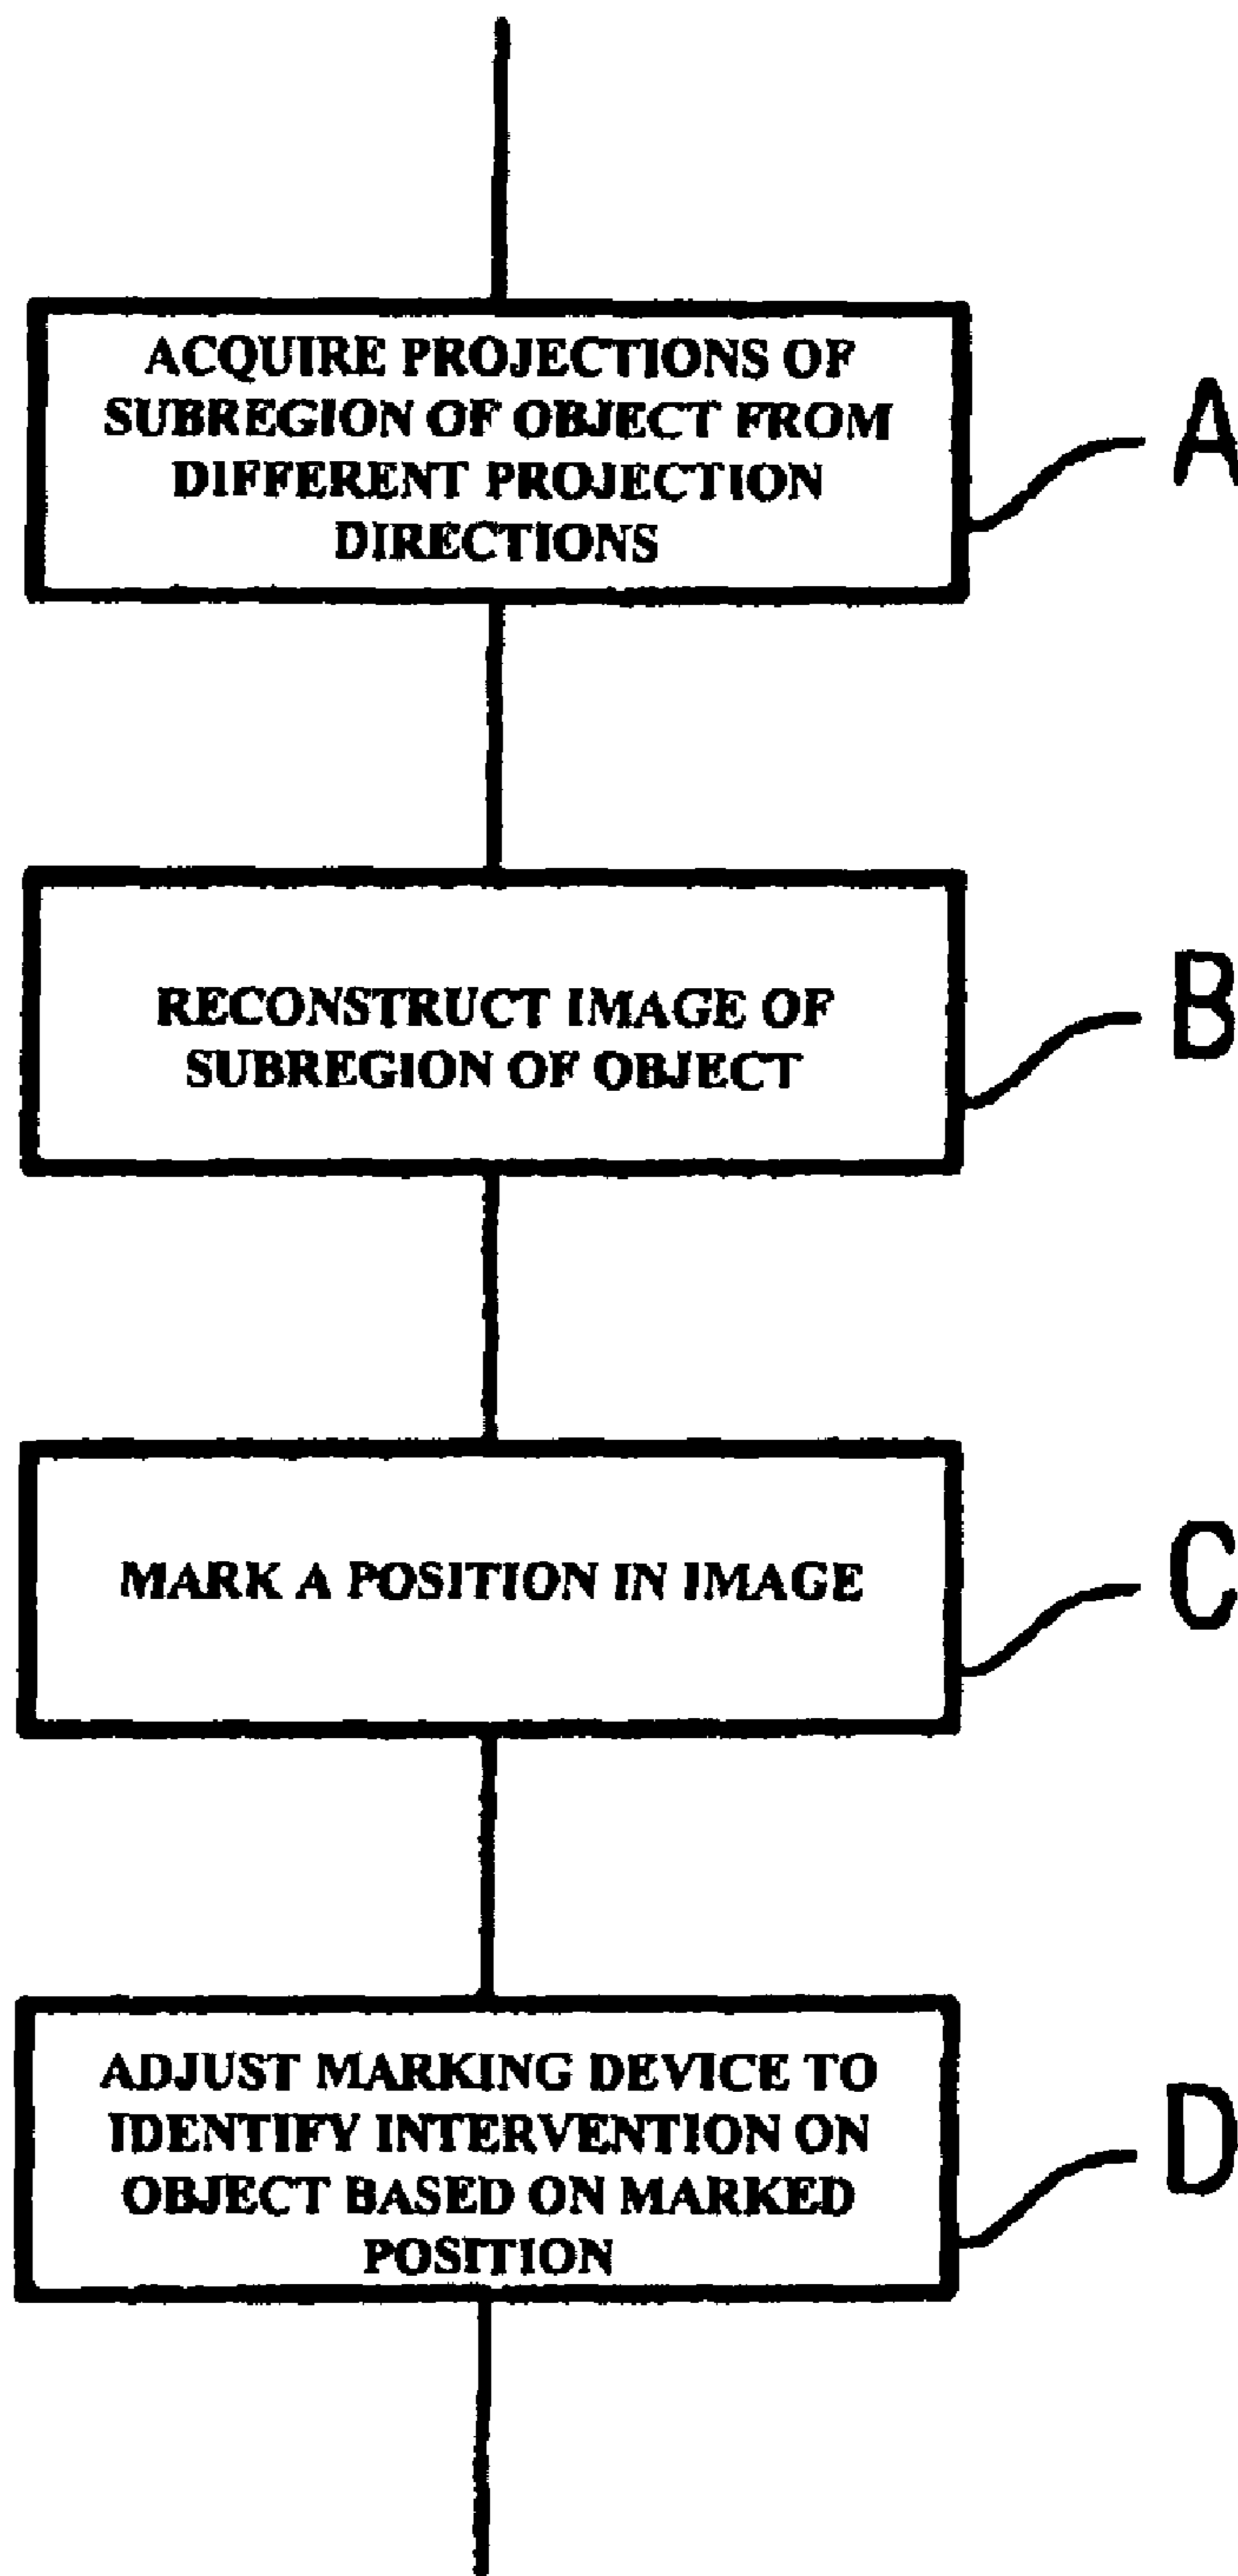 ACQUIRE PROJECTIONS OF
SUBREGION OF OBJECT FROM
DIFFERENT PROJECTION
DIRECTIONS
A
RECONSTRUCT IMAGE OF
SUBREGION OF OBJECT
B
MARK A POSITION IN IMAGE
C
ADJUST MARKING DEVICE TO
IDENTIFY INTERVENTION ON
OBJECT BASED ON MARKED
POSITION
D